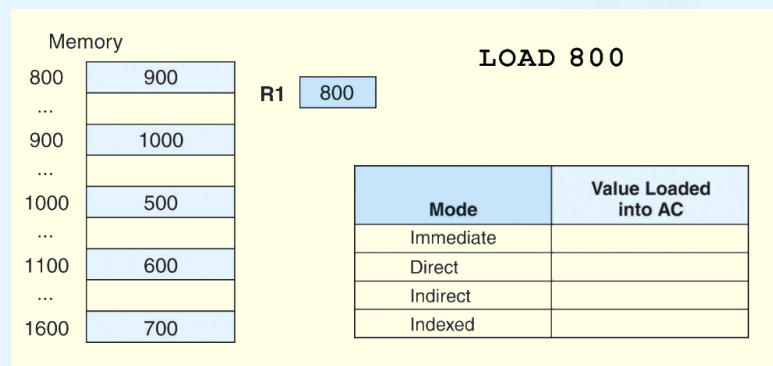 Memory
LOAD 800
800 900
R1 800
...
900 1000
...
1000 500
...
1100 600
...
1600 700
Mode Value Loaded
into AC
Immediate
Direct
Indirect
Indexed